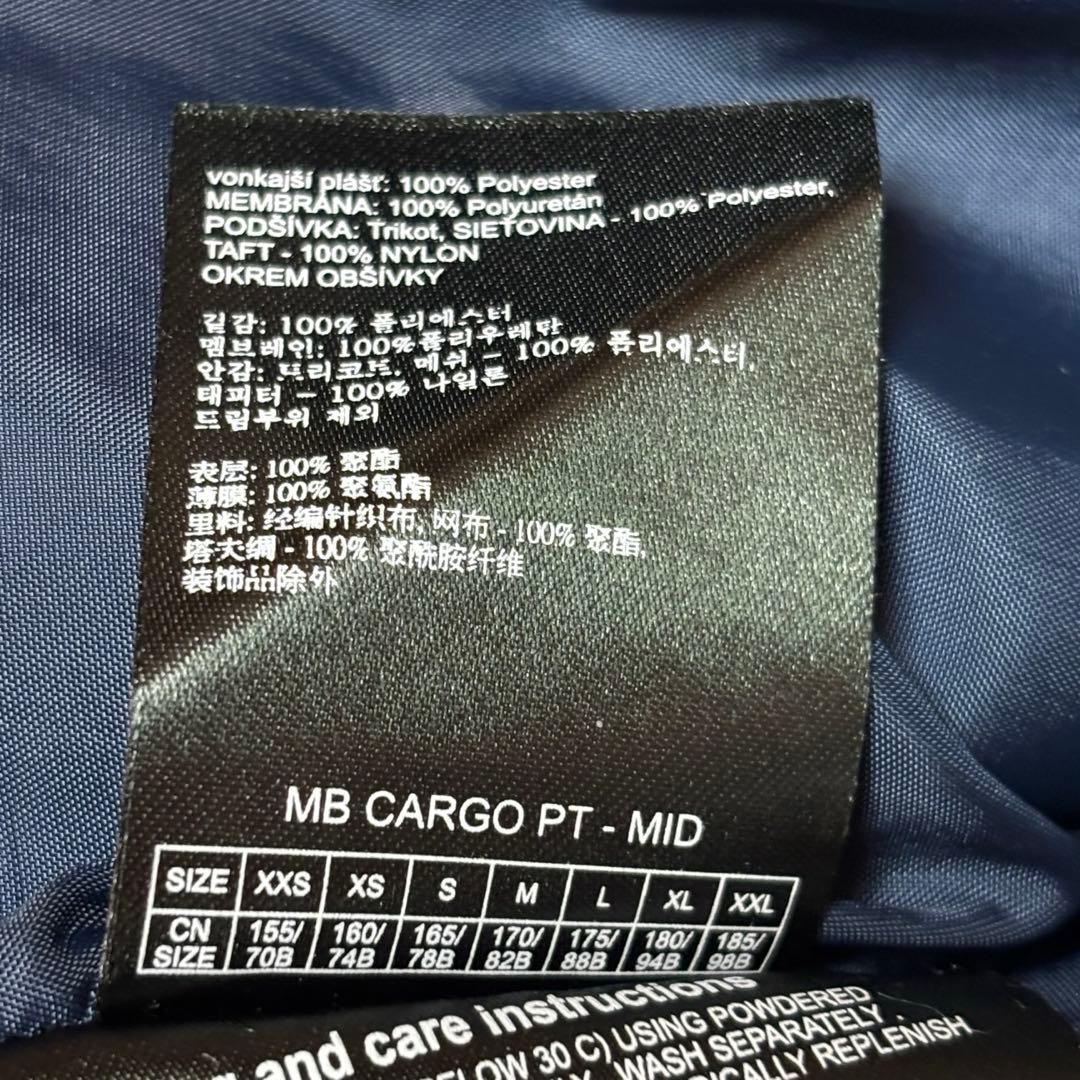 vonkajší plášť: 100% Polyester
MEMBRÁNA: 100% Polyuretán
PODŠÍVKA: Trikot, SIEŤOVINA - 100% Polyester,
TAFT - 100% NYLON
OKREM OBŠÍVKY
겉감: 100% 폴리에스터
멤브레인: 100% 폴리우레탄
안감: 트리코트, 메쉬 – 100% 폴리에스터,
태피터 – 100% 나일론
트림부위 제외
表层: 100% 聚酯
薄膜: 100% 聚氨酯
里料: 经编针织布, 网布 - 100% 聚酯,
塔夫绸 - 100% 聚酰胺纤维
装饰品除外
MB CARGO PT - MID
SIZE XXS XS S M L XL XXL
CN SIZE 155/70B 160/74B 165/78B 170/82B 175/88B 180/94B 185/98B
and care instructions
30 C) USING POWDERED
WASH SEPARATELY
REPLENISH